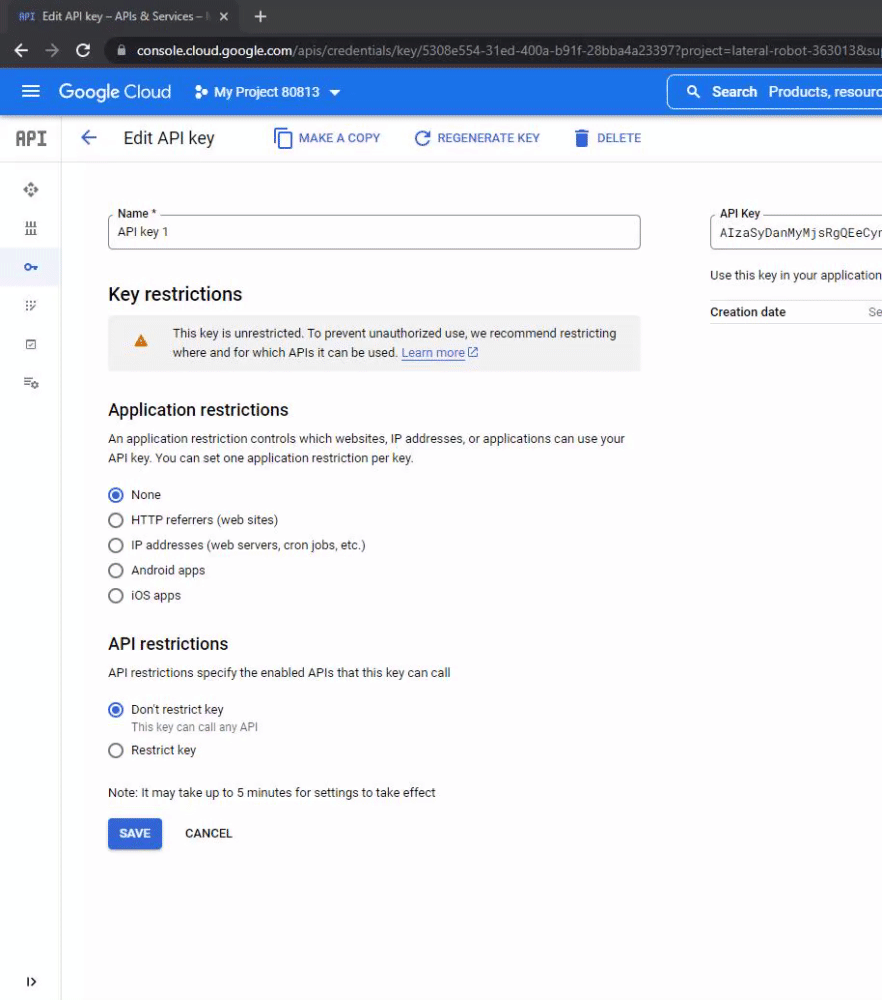 API Edit API key – APIs & Services –
console.cloud.google.com/apis/credentials/key/5308e554-31ed-400a-b91f-28bba4a23397?project=lateral-robot-363013&su
Google Cloud My Project 80813 Search Products, resourc
API Edit API key MAKE A COPY REGENERATE KEY DELETE
Name * API Key
API key 1 AIzaSyDanMyMjsRgQEeCyr
Use this key in your application
Key restrictions
Creation date Se
This key is unrestricted. To prevent unauthorized use, we recommend restricting
where and for which APIs it can be used. Learn more
Application restrictions
An application restriction controls which websites, IP addresses, or applications can use your
API key. You can set one application restriction per key.
None
HTTP referrers (web sites)
IP addresses (web servers, cron jobs, etc.)
Android apps
iOS apps
API restrictions
API restrictions specify the enabled APIs that this key can call
Don't restrict key
This key can call any API
Restrict key
Note: It may take up to 5 minutes for settings to take effect
SAVE CANCEL